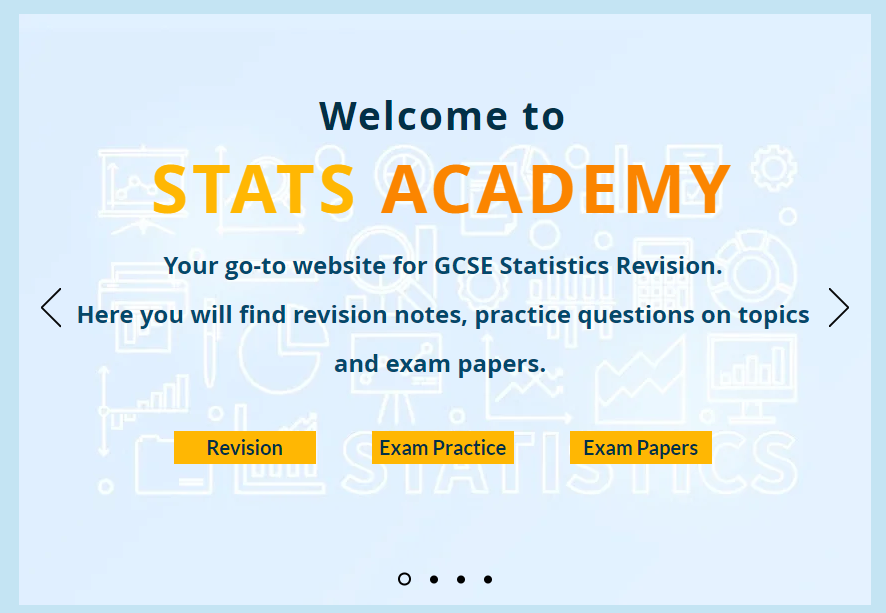 Welcome to
STATS ACADEMY
Your go-to website for GCSE Statistics Revision.
Here you will find revision notes, practice questions on topics
and exam papers.
Revision Exam Practice Exam Papers
STATISTICS